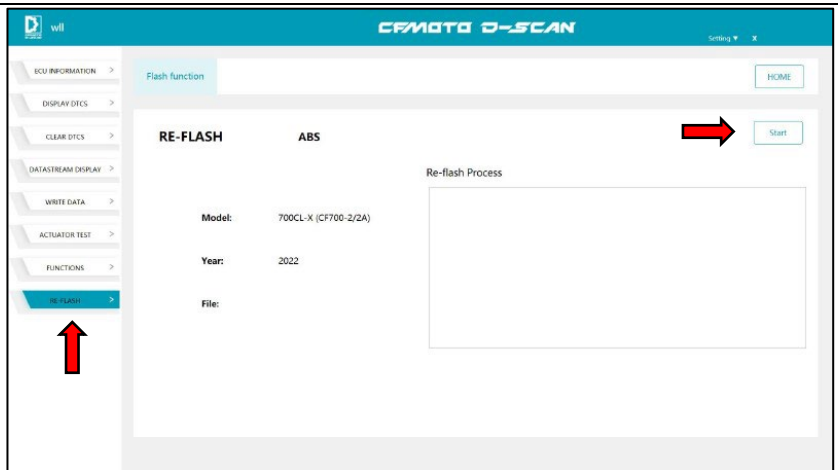 wll
CFMOTO D-SCAN
Setting ▼ X
ECU INFORMATION >
Flash function
HOME
DISPLAY DTCS >
CLEAR DTCS >
RE-FLASH ABS
Start
DATASTREAM DISPLAY >
Re-flash Process
WRITE DATA >
Model: 700CL-X (CF700-2/2A)
ACTUATOR TEST >
Year: 2022
FUNCTIONS >
RE-FLASH >
File: